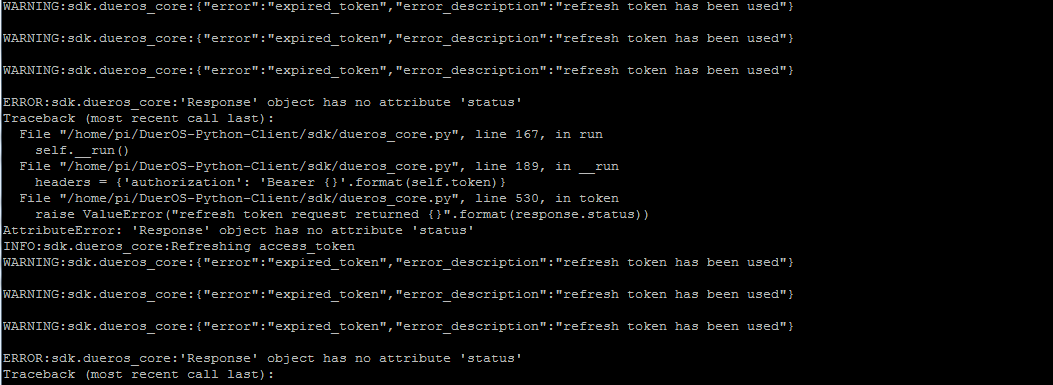 WARNING:sdk.dueros_core:{"error":"expired_token","error_description":"refresh token has been used"}
WARNING:sdk.dueros_core:{"error":"expired_token","error_description":"refresh token has been used"}
WARNING:sdk.dueros_core:{"error":"expired_token","error_description":"refresh token has been used"}
ERROR:sdk.dueros_core:'Response' object has no attribute 'status'
Traceback (most recent call last):
  File "/home/pi/DuerOS-Python-Client/sdk/dueros_core.py", line 167, in run
    self.__run()
  File "/home/pi/DuerOS-Python-Client/sdk/dueros_core.py", line 189, in __run
    headers = {'authorization': 'Bearer {}'.format(self.token)}
  File "/home/pi/DuerOS-Python-Client/sdk/dueros_core.py", line 530, in token
    raise ValueError("refresh token request returned {}".format(response.status))
AttributeError: 'Response' object has no attribute 'status'
INFO:sdk.dueros_core:Refreshing access_token
WARNING:sdk.dueros_core:{"error":"expired_token","error_description":"refresh token has been used"}
WARNING:sdk.dueros_core:{"error":"expired_token","error_description":"refresh token has been used"}
WARNING:sdk.dueros_core:{"error":"expired_token","error_description":"refresh token has been used"}
ERROR:sdk.dueros_core:'Response' object has no attribute 'status'
Traceback (most recent call last):